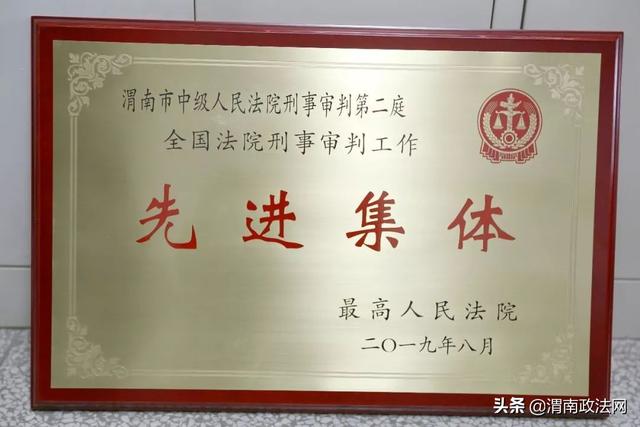 渭南市中级人民法院刑事审判第二庭
全国法院刑事审判工作
先进集体
最高人民法院
二〇一九年八月
头条@渭南政法网